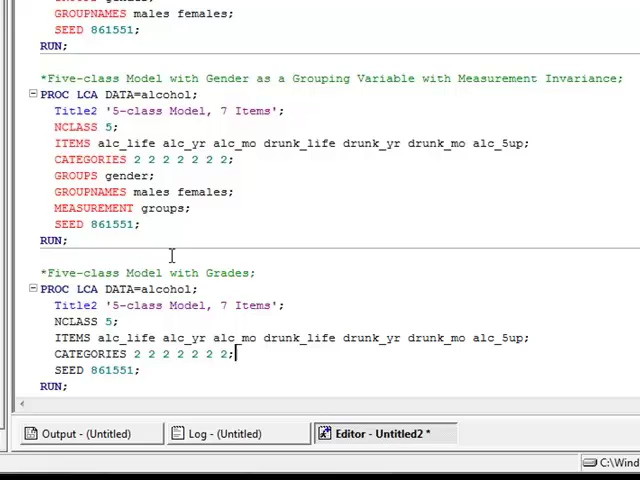 GROUPNAMES males females;
SEED 861551;
RUN;
*Five-class Model with Gender as a Grouping Variable with Measurement Invariance;
PROC LCA DATA=alcohol;
Title2 '5-class Model, 7 Items';
NCLASS 5;
ITEMS alc_life alc_yr alc_mo drunk_life drunk_yr drunk_mo alc_5up;
CATEGORIES 2 2 2 2 2 2 2;
GROUPS gender;
GROUPNAMES males females;
MEASUREMENT groups;
SEED 861551;
RUN;
*Five-class Model with Grades;
PROC LCA DATA=alcohol;
Title2 '5-class Model, 7 Items';
NCLASS 5;
ITEMS alc_life alc_yr alc_mo drunk_life drunk_yr drunk_mo alc_5up;
CATEGORIES 2 2 2 2 2 2 2;
SEED 861551;
RUN;
Output - (Untitled) Log - (Untitled) Editor - Untitled2 *
C:\Wind